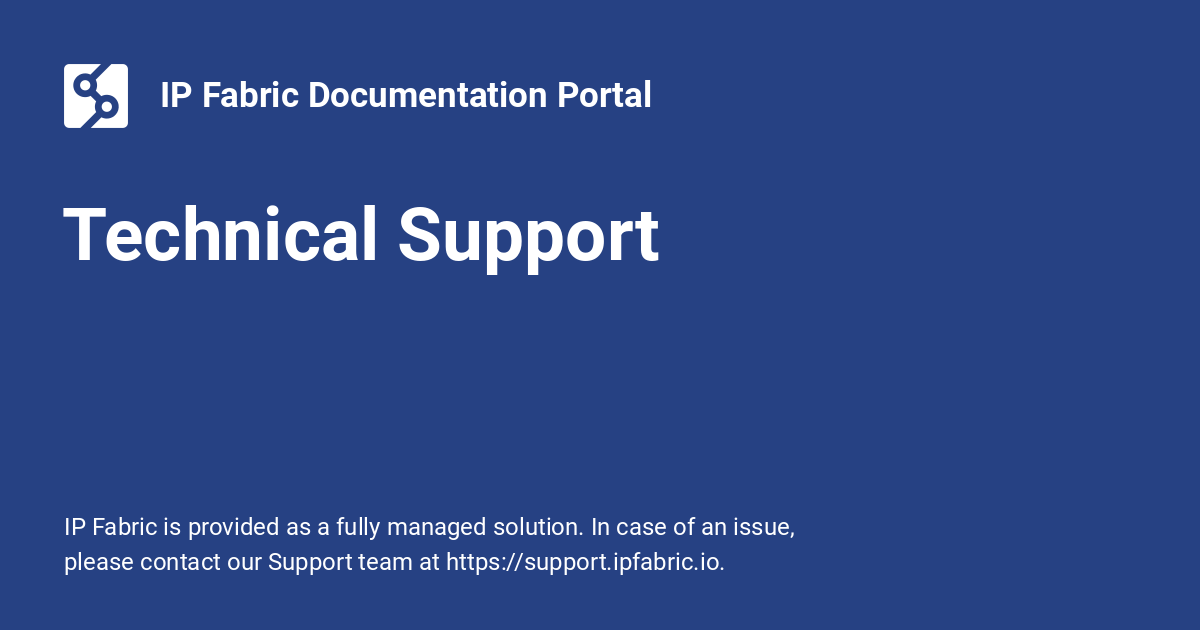 IP Fabric Documentation Portal
Technical Support
IP Fabric is provided as a fully managed solution. In case of an issue,
please contact our Support team at https://support.ipfabric.io.